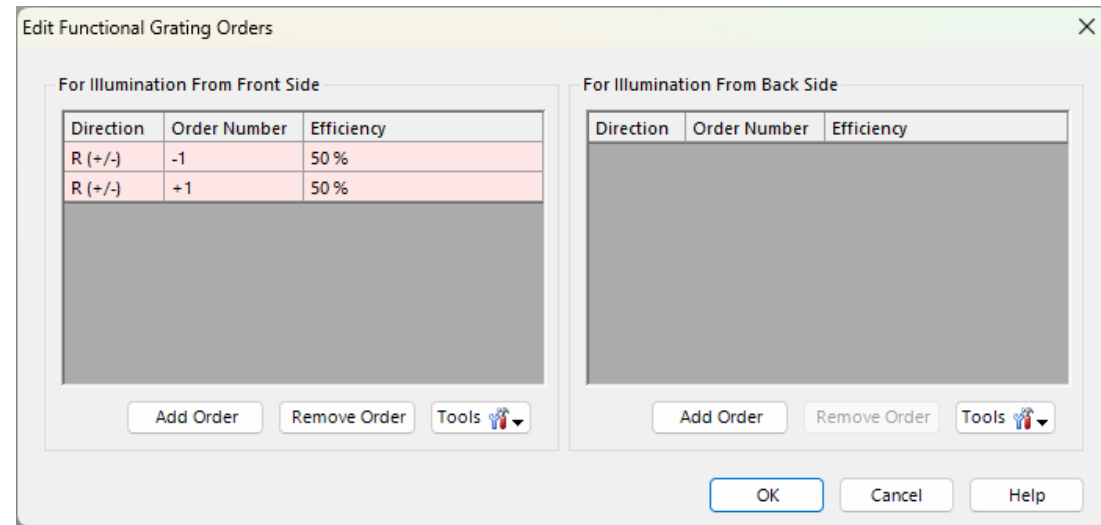 Edit Functional Grating Orders
For Illumination From Front Side
Direction Order Number Efficiency
R (+/-) -1 50 %
R (+/-) +1 50 %
Add Order Remove Order Tools
For Illumination From Back Side
Direction Order Number Efficiency
Add Order Remove Order Tools
OK Cancel Help